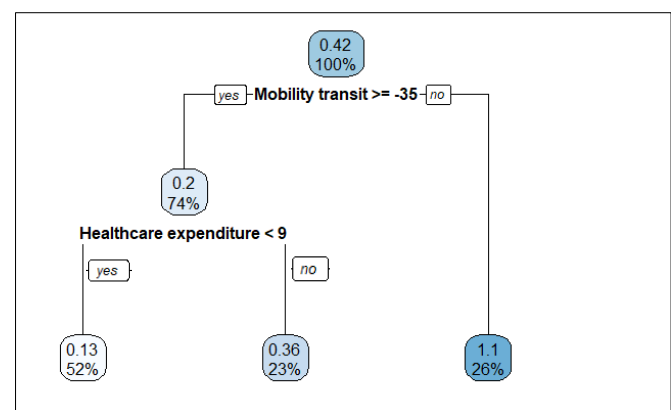 0.42
100%
yes Mobility transit >= -35 no
0.2
74%
Healthcare expenditure < 9
yes no
0.13 0.36 1.1
52% 23% 26%